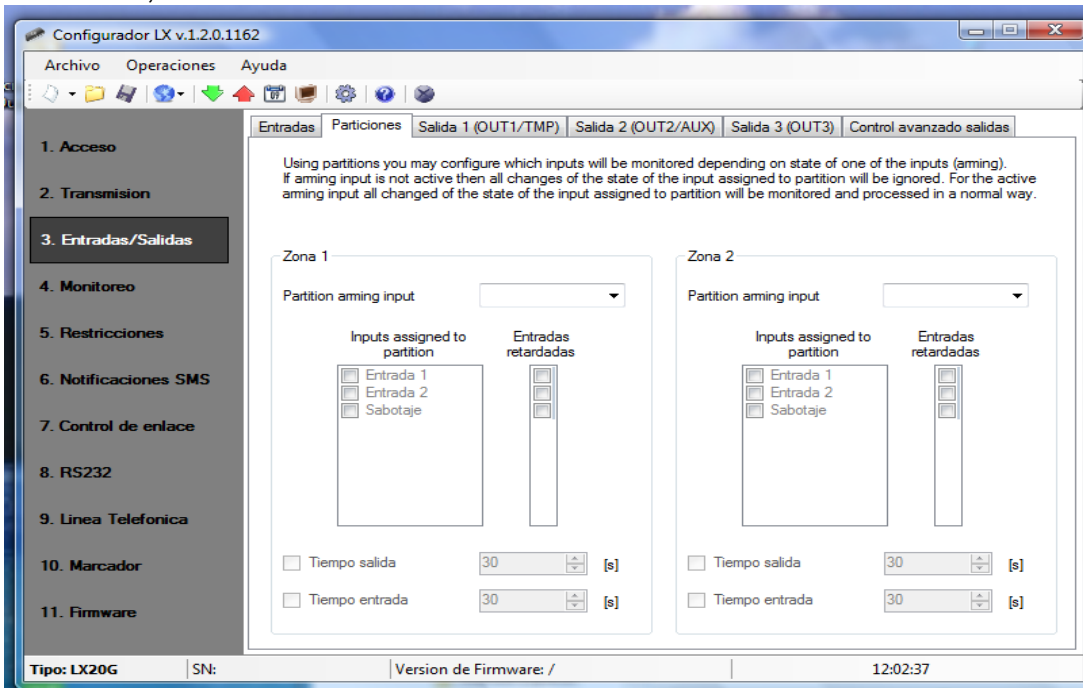 Configurador LX v.1.2.0.1162
Archivo Operaciones Ayuda
Entradas Particiones Salida 1 (OUT1/TMP) Salida 2 (OUT2/AUX) Salida 3 (OUT3) Control avanzado salidas
1. Acceso
2. Transmision
3. Entradas/Salidas
4. Monitoreo
5. Restricciones
6. Notificaciones SMS
7. Control de enlace
8. RS232
9. Linea Telefonica
10. Marcador
11. Firmware
Using partitions you may configure which inputs will be monitored depending on state of one of the inputs (arming).
If arming input is not active then all changes of the state of the input assigned to partition will be ignored. For the active
arming input all changed of the state of the input assigned to partition will be monitored and processed in a normal way.
Zona 1
Partition arming input
Inputs assigned to partition
Entradas retardadas
Entrada 1
Entrada 2
Sabotaje
Tiempo salida 30 [s]
Tiempo entrada 30 [s]
Zona 2
Partition arming input
Inputs assigned to partition
Entradas retardadas
Entrada 1
Entrada 2
Sabotaje
Tiempo salida 30 [s]
Tiempo entrada 30 [s]
Tipo: LX20G SN: Version de Firmware: / 12:02:37